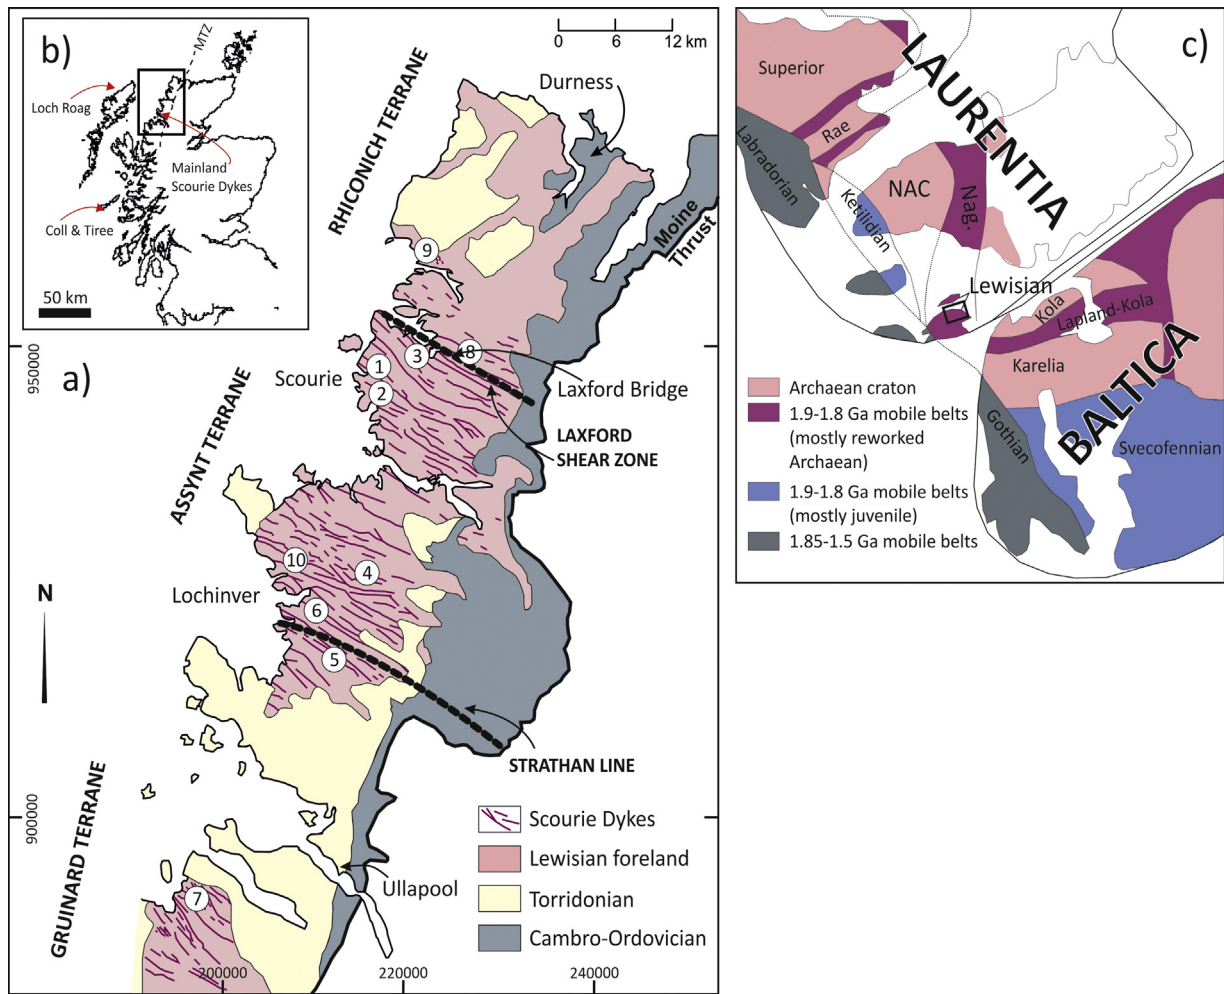 b)
MTZ
Loch Roag
Mainland
Scourie Dykes
Coll & Tiree
50 km
0 6 12 km
Durness
RHICONICH TERRANE
Moine
Thrust
9
950000
a)
1
2
3
8
Scourie
Laxford Bridge
LAXFORD
SHEAR ZONE
ASSYNT TERRANE
10
4
Lochinver
6
5
N
STRATHAN LINE
900000
GRUINARD TERRANE
Ullapool
7
Scourie Dykes
Lewisian foreland
Torridonian
Cambro-Ordovician
200000
220000
240000
c)
LAURENTIA
Superior
Rae
Labradorian
NAC
Nag.
Ketilidian
Lewisian
Kola
Lapland-Kola
Karelia
BALTICA
Gothian
Svecofennian
Archaean craton
1.9-1.8 Ga mobile belts
(mostly reworked
Archaean)
1.9-1.8 Ga mobile belts
(mostly juvenile)
1.85-1.5 Ga mobile belts